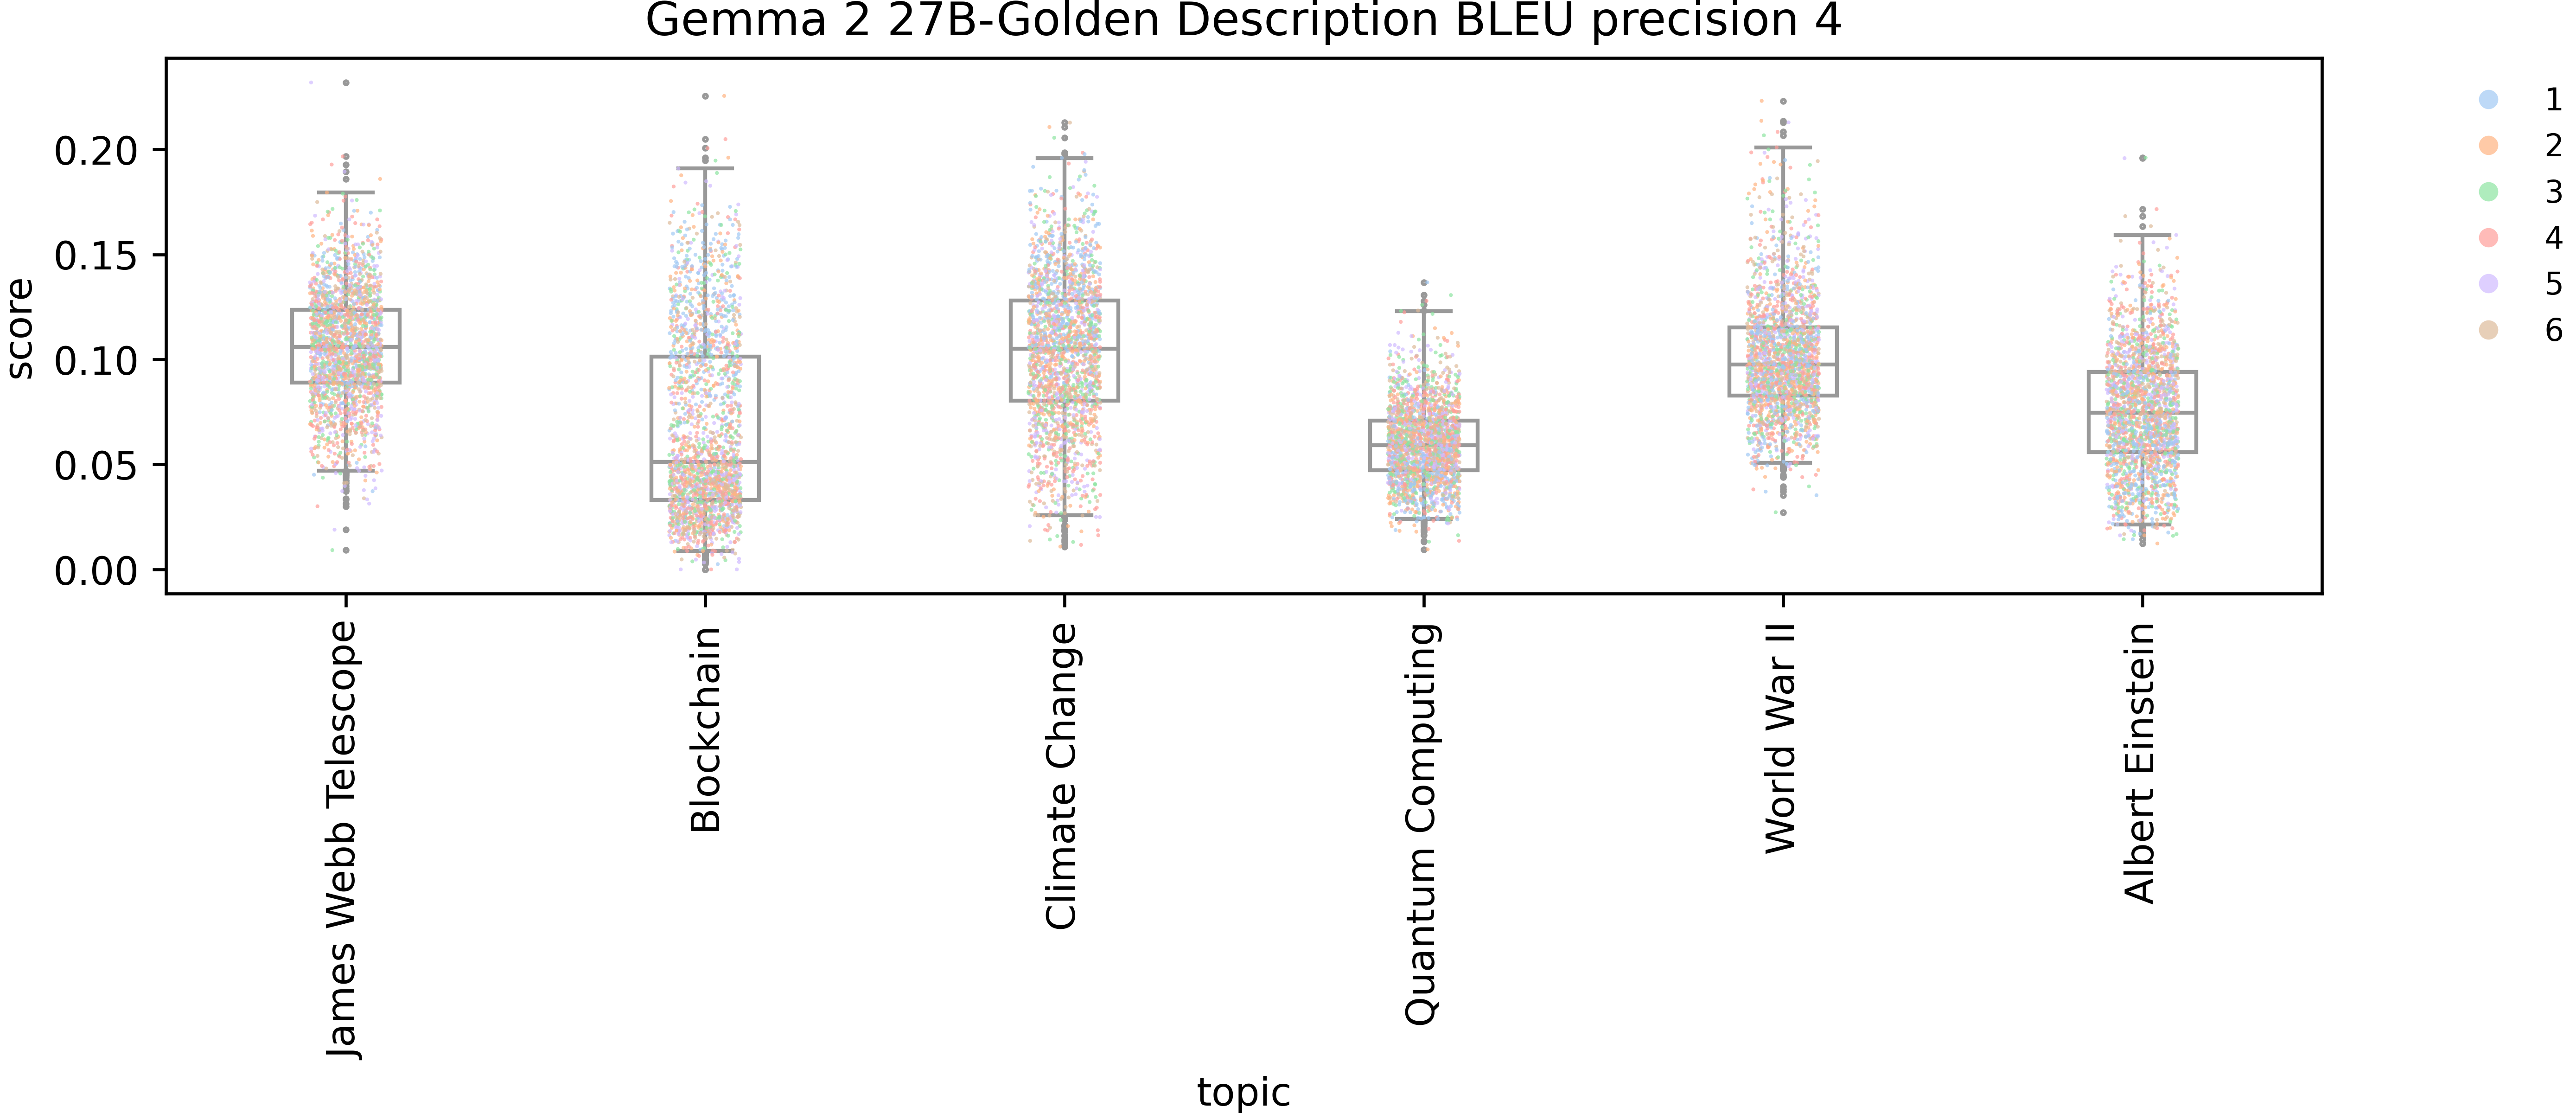 Gemma 2 27B-Golden Description BLEU precision 4
score
0.20
0.15
0.10
0.05
0.00
1
2
3
4
5
6
James Webb Telescope
Blockchain
Climate Change
Quantum Computing
World War II
Albert Einstein
topic